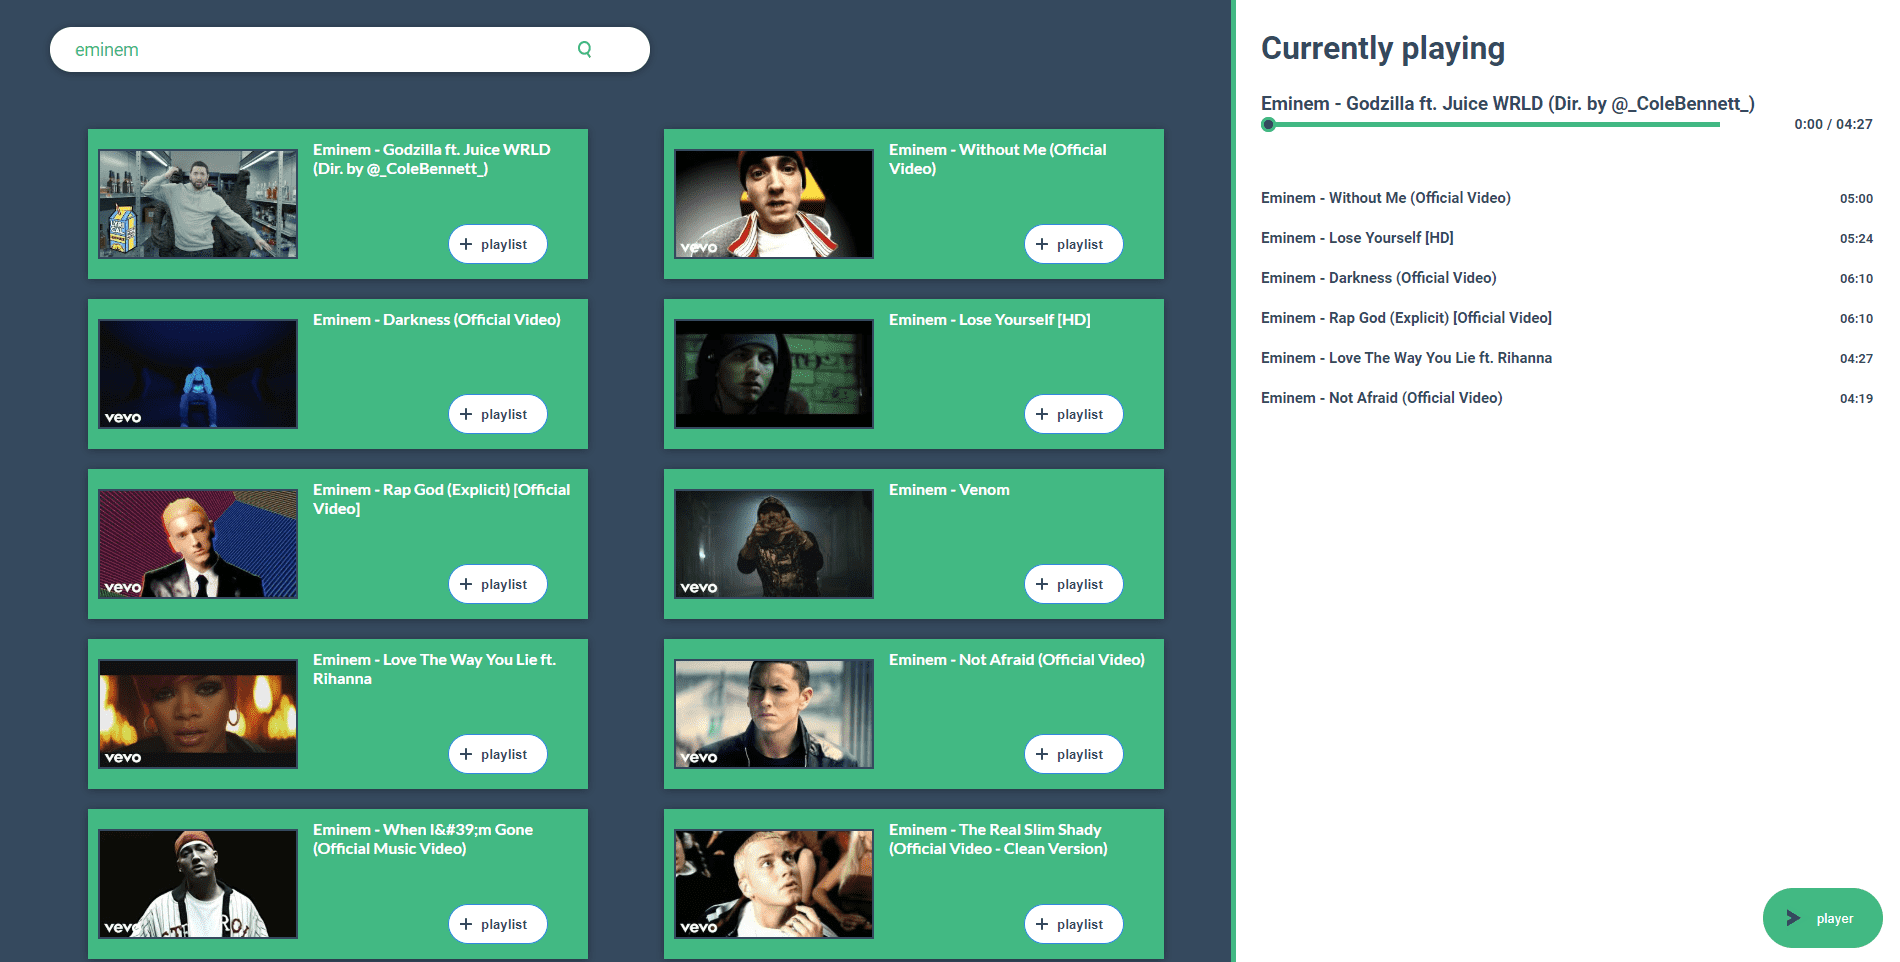 eminem
Eminem - Godzilla ft. Juice WRLD
(Dir. by @_ColeBennett_)
LYRICAL
LEMONADE
+ playlist
Eminem - Without Me (Official
Video)
vevo
+ playlist
Eminem - Darkness (Official Video)
vevo
+ playlist
Eminem - Lose Yourself [HD]
+ playlist
Eminem - Rap God (Explicit) [Official
Video]
vevo
+ playlist
Eminem - Venom
vevo
+ playlist
Eminem - Love The Way You Lie ft.
Rihanna
vevo
+ playlist
Eminem - Not Afraid (Official Video)
vevo
+ playlist
Eminem - When I&#39;m Gone
(Official Music Video)
vevo
+ playlist
Eminem - The Real Slim Shady
(Official Video - Clean Version)
vevo
+ playlist
Currently playing
Eminem - Godzilla ft. Juice WRLD (Dir. by @_ColeBennett_)
0:00 / 04:27
Eminem - Without Me (Official Video) 05:00
Eminem - Lose Yourself [HD] 05:24
Eminem - Darkness (Official Video) 06:10
Eminem - Rap God (Explicit) [Official Video] 06:10
Eminem - Love The Way You Lie ft. Rihanna 04:27
Eminem - Not Afraid (Official Video) 04:19
player